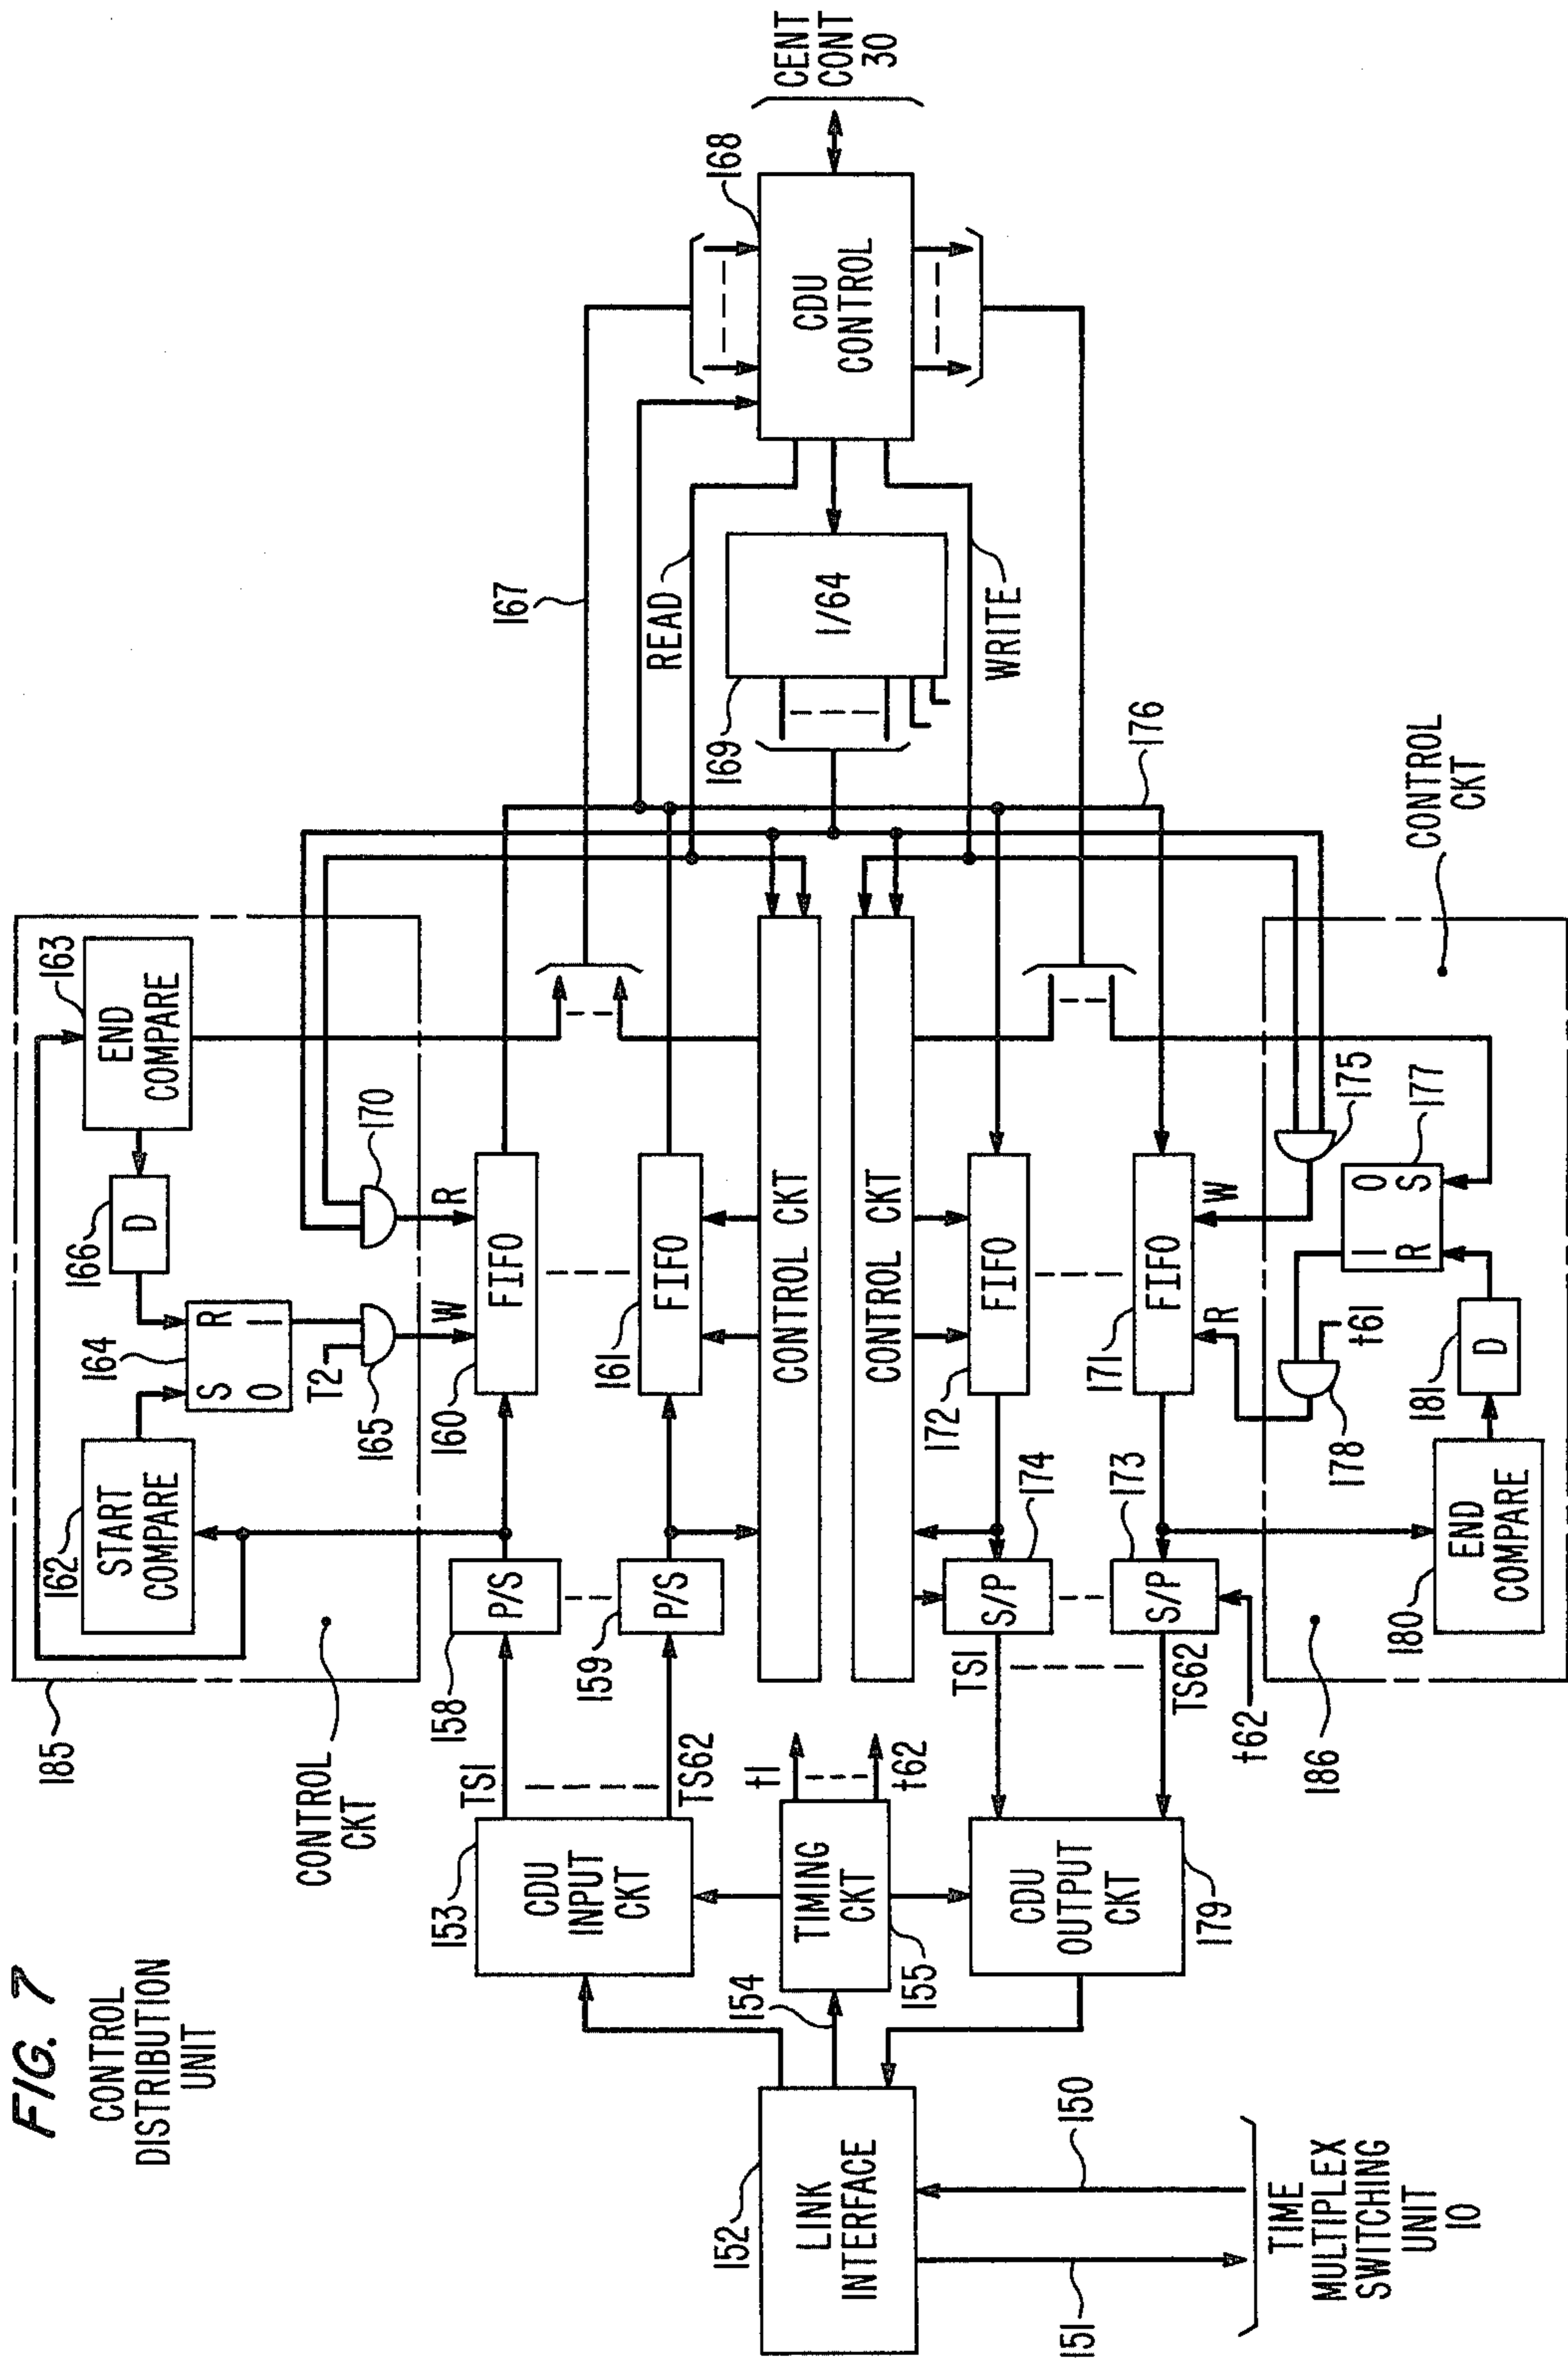 FIG. 7
CONTROL
DISTRIBUTION
UNIT
185
CONTROL
CKT
162
START
COMPARE
164
S
R
0
1
166
D
163
END
COMPARE
T2
165
170
W
R
160
FIFO
161
FIFO
158
P/S
159
P/S
TS1
TS62
153
CDU
INPUT
CKT
154
TIMING
CKT
155
t1
t62
CDU
OUTPUT
CKT
179
152
LINK
INTERFACE
150
151
TIME
MULTIPLEX
SWITCHING
UNIT
10
CONTROL CKT
CONTROL CKT
167
READ
169
1/64
WRITE
168
CDU
CONTROL
CENT
CONT
30
176
172
FIFO
171
FIFO
174
S/P
173
S/P
TS1
TS62
t62
R
W
175
177
1
0
R
S
178
t61
181
D
180
END
COMPARE
186
CONTROL
CKT